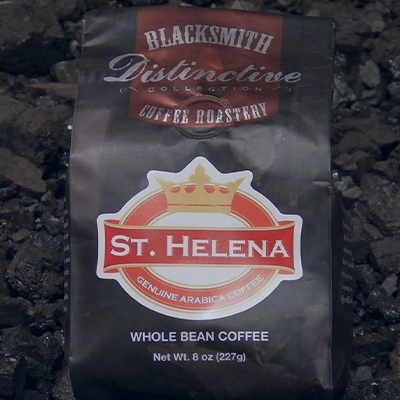 BLACKSMITH
Distinctive
COLLECTION
COFFEE ROASTERY
ST. HELENA
GENUINE ARABICA COFFEE
WHOLE BEAN COFFEE
Net Wt. 8 oz (227g)